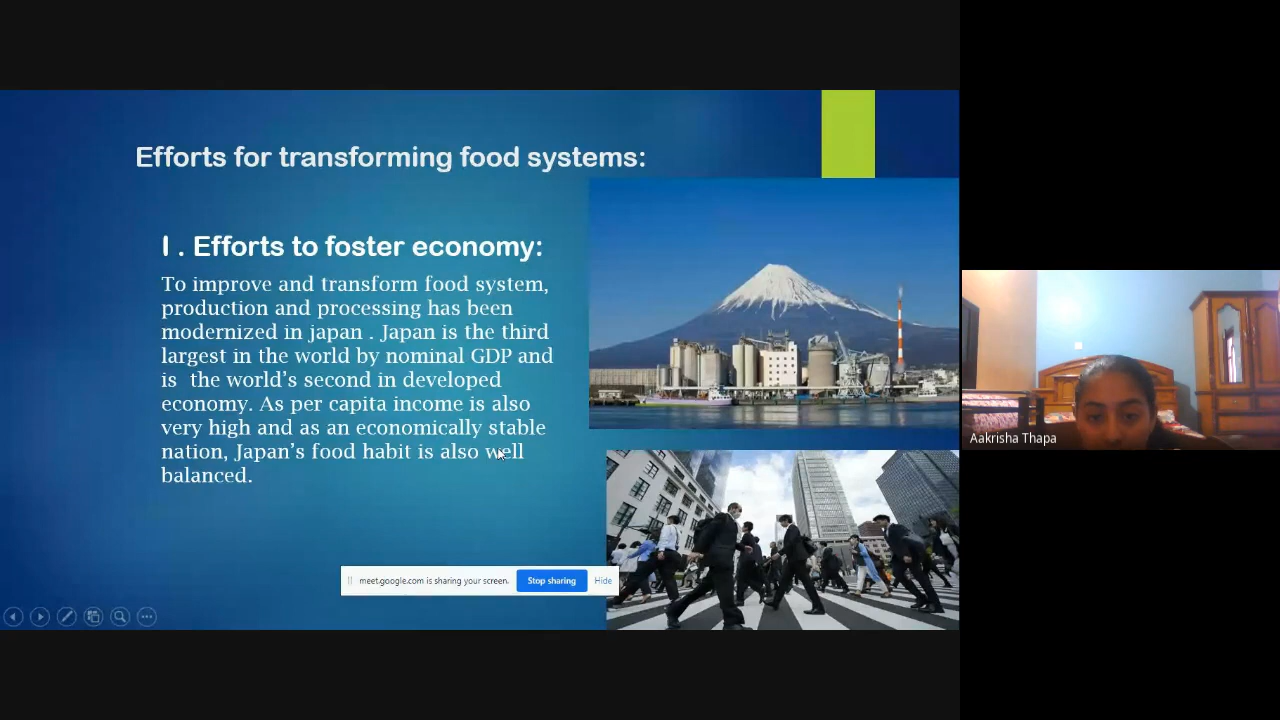 Efforts for transforming food systems:
I . Efforts to foster economy:
To improve and transform food system,
production and processing has been
modernized in japan . Japan is the third
largest in the world by nominal GDP and
is  the world's second in developed
economy. As per capita income is also
very high and as an economically stable
nation, Japan's food habit is also well
balanced.
meet.google.com is sharing your screen. Stop sharing Hide
Aakrisha Thapa